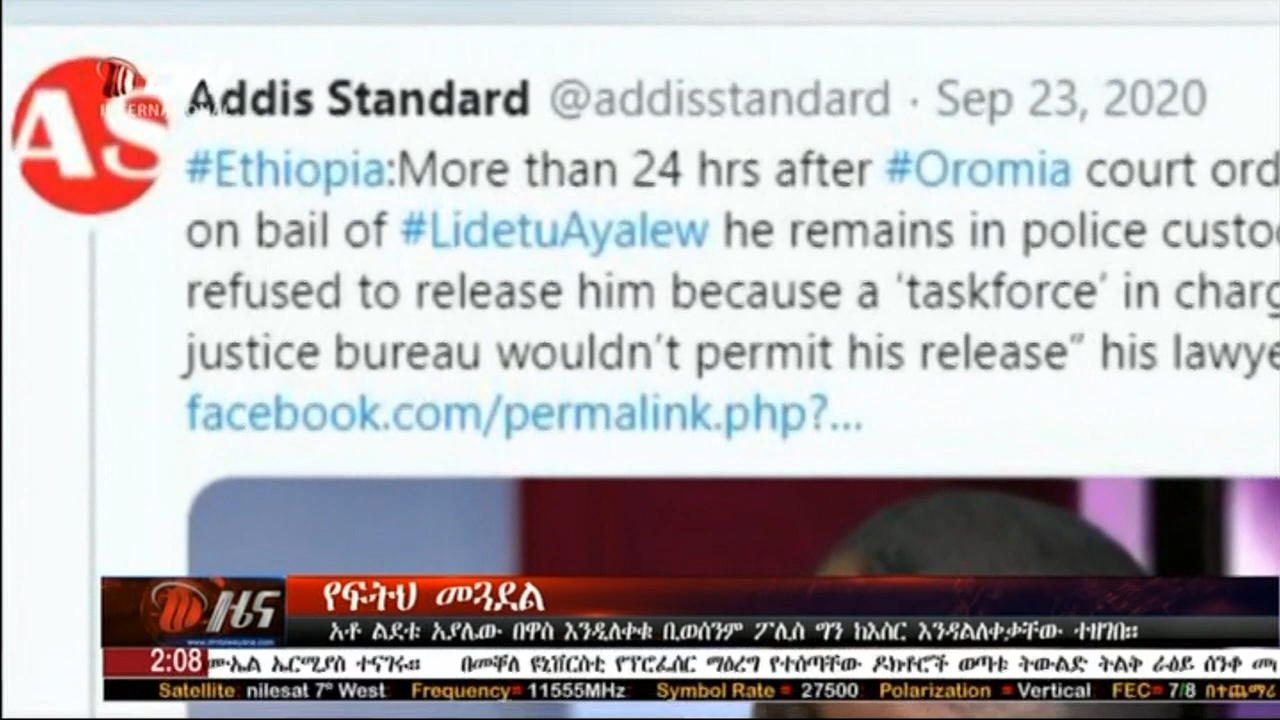 Addis Standard @addisstandard · Sep 23, 2020
#Ethiopia:More than 24 hrs after #Oromia court ord
on bail of #LidetuAyalew he remains in police custo
refused to release him because a ‘taskforce’ in charg
justice bureau wouldn’t permit his release” his lawye
facebook.com/permalink.php?...
AS
INTERNATIONAL
ዜና
የፍትህ መጓደል
አቶ ልደቱ አያሌው በዋስ እንዲለቀቁ ቢወሰንም ፖሊስ ግን ከእስር እንዳልለቀቃቸው ተዘገበ።
2:08 ሙኤል ኤርሚያስ ተናገሩ። በመቐለ ዩኒቨርስቲ የፕሮፌሰር ማዕረግ የተሰጣቸው ዶክተሮች ወጣቱ ትውልድ ትልቅ ራዕይ ሰንቆ
Satellite: nilesat 7° West Frequency= 11555MHz Symbol Rate = 27500 Polarization = Vertical FEC= 7/8 በተጨማሪ